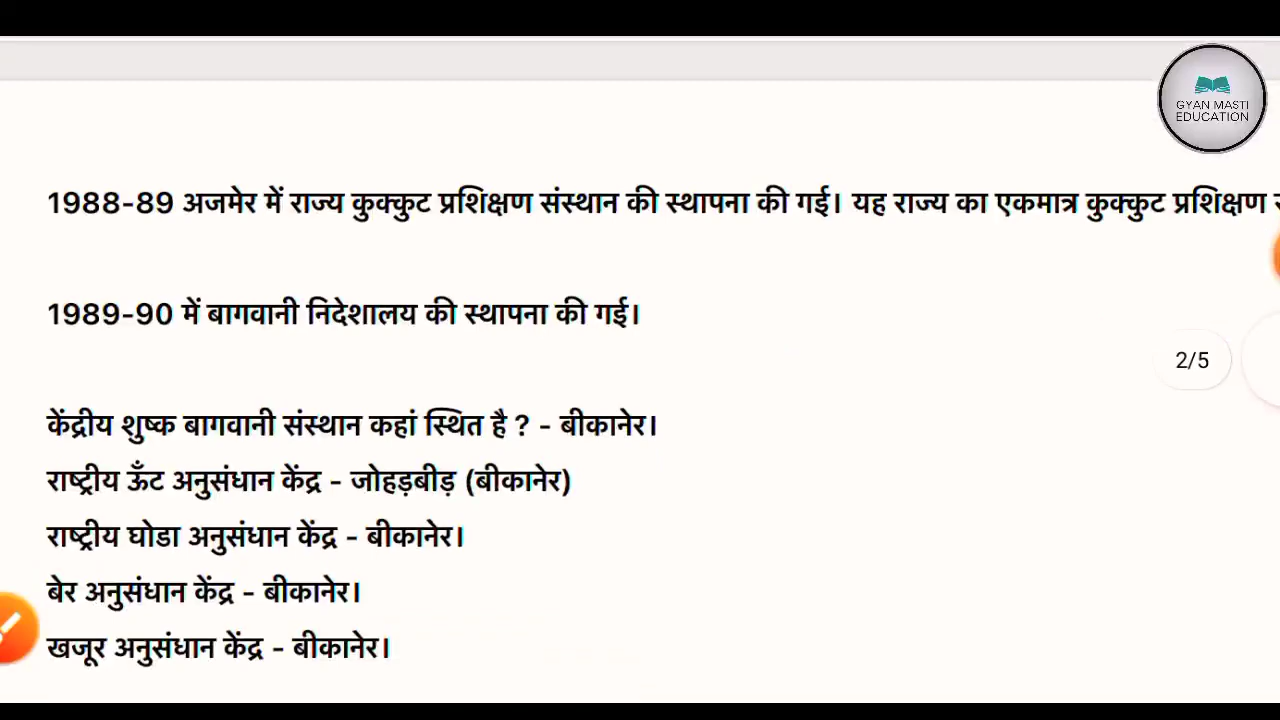 GYAN MASTI
EDUCATION
1988-89 अजमेर में राज्य कुक्कुट प्रशिक्षण संस्थान की स्थापना की गई। यह राज्य का एकमात्र कुक्कुट प्रशिक्षण
1989-90 में बागवानी निदेशालय की स्थापना की गई।
2/5
केंद्रीय शुष्क बागवानी संस्थान कहां स्थित है ? - बीकानेर।
राष्ट्रीय ऊँट अनुसंधान केंद्र - जोहड़बीड़ (बीकानेर)
राष्ट्रीय घोडा अनुसंधान केंद्र - बीकानेर।
बेर अनुसंधान केंद्र - बीकानेर।
खजूर अनुसंधान केंद्र - बीकानेर।